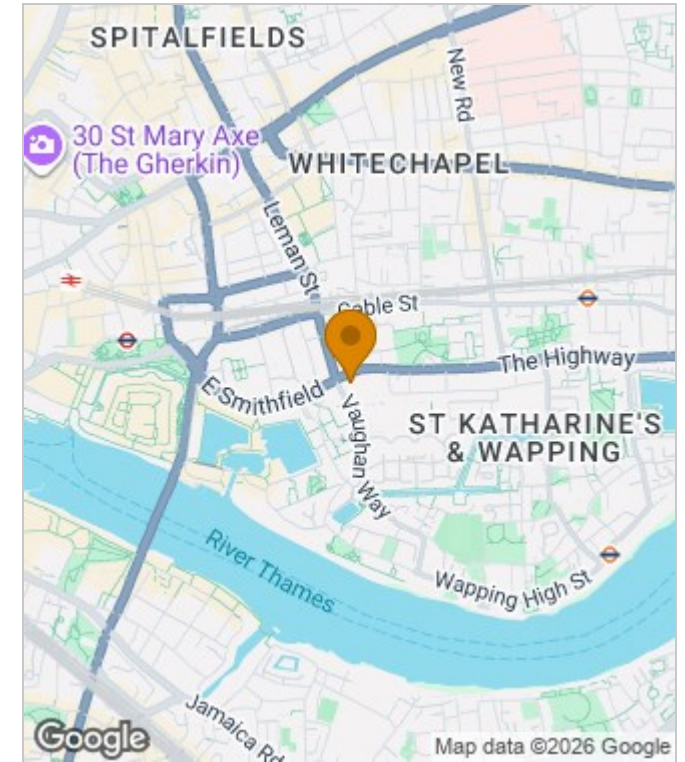 SPITALFIELDS
New Rd
30 St Mary Axe
(The Gherkin)
WHITECHAPEL
Leman St
Cable St
The Highway
E Smithfield
Vaughan Way
ST KATHARINE'S
& WAPPING
River Thames
Wapping High St
Jamaica Rd
Google
Map data ©2026 Google